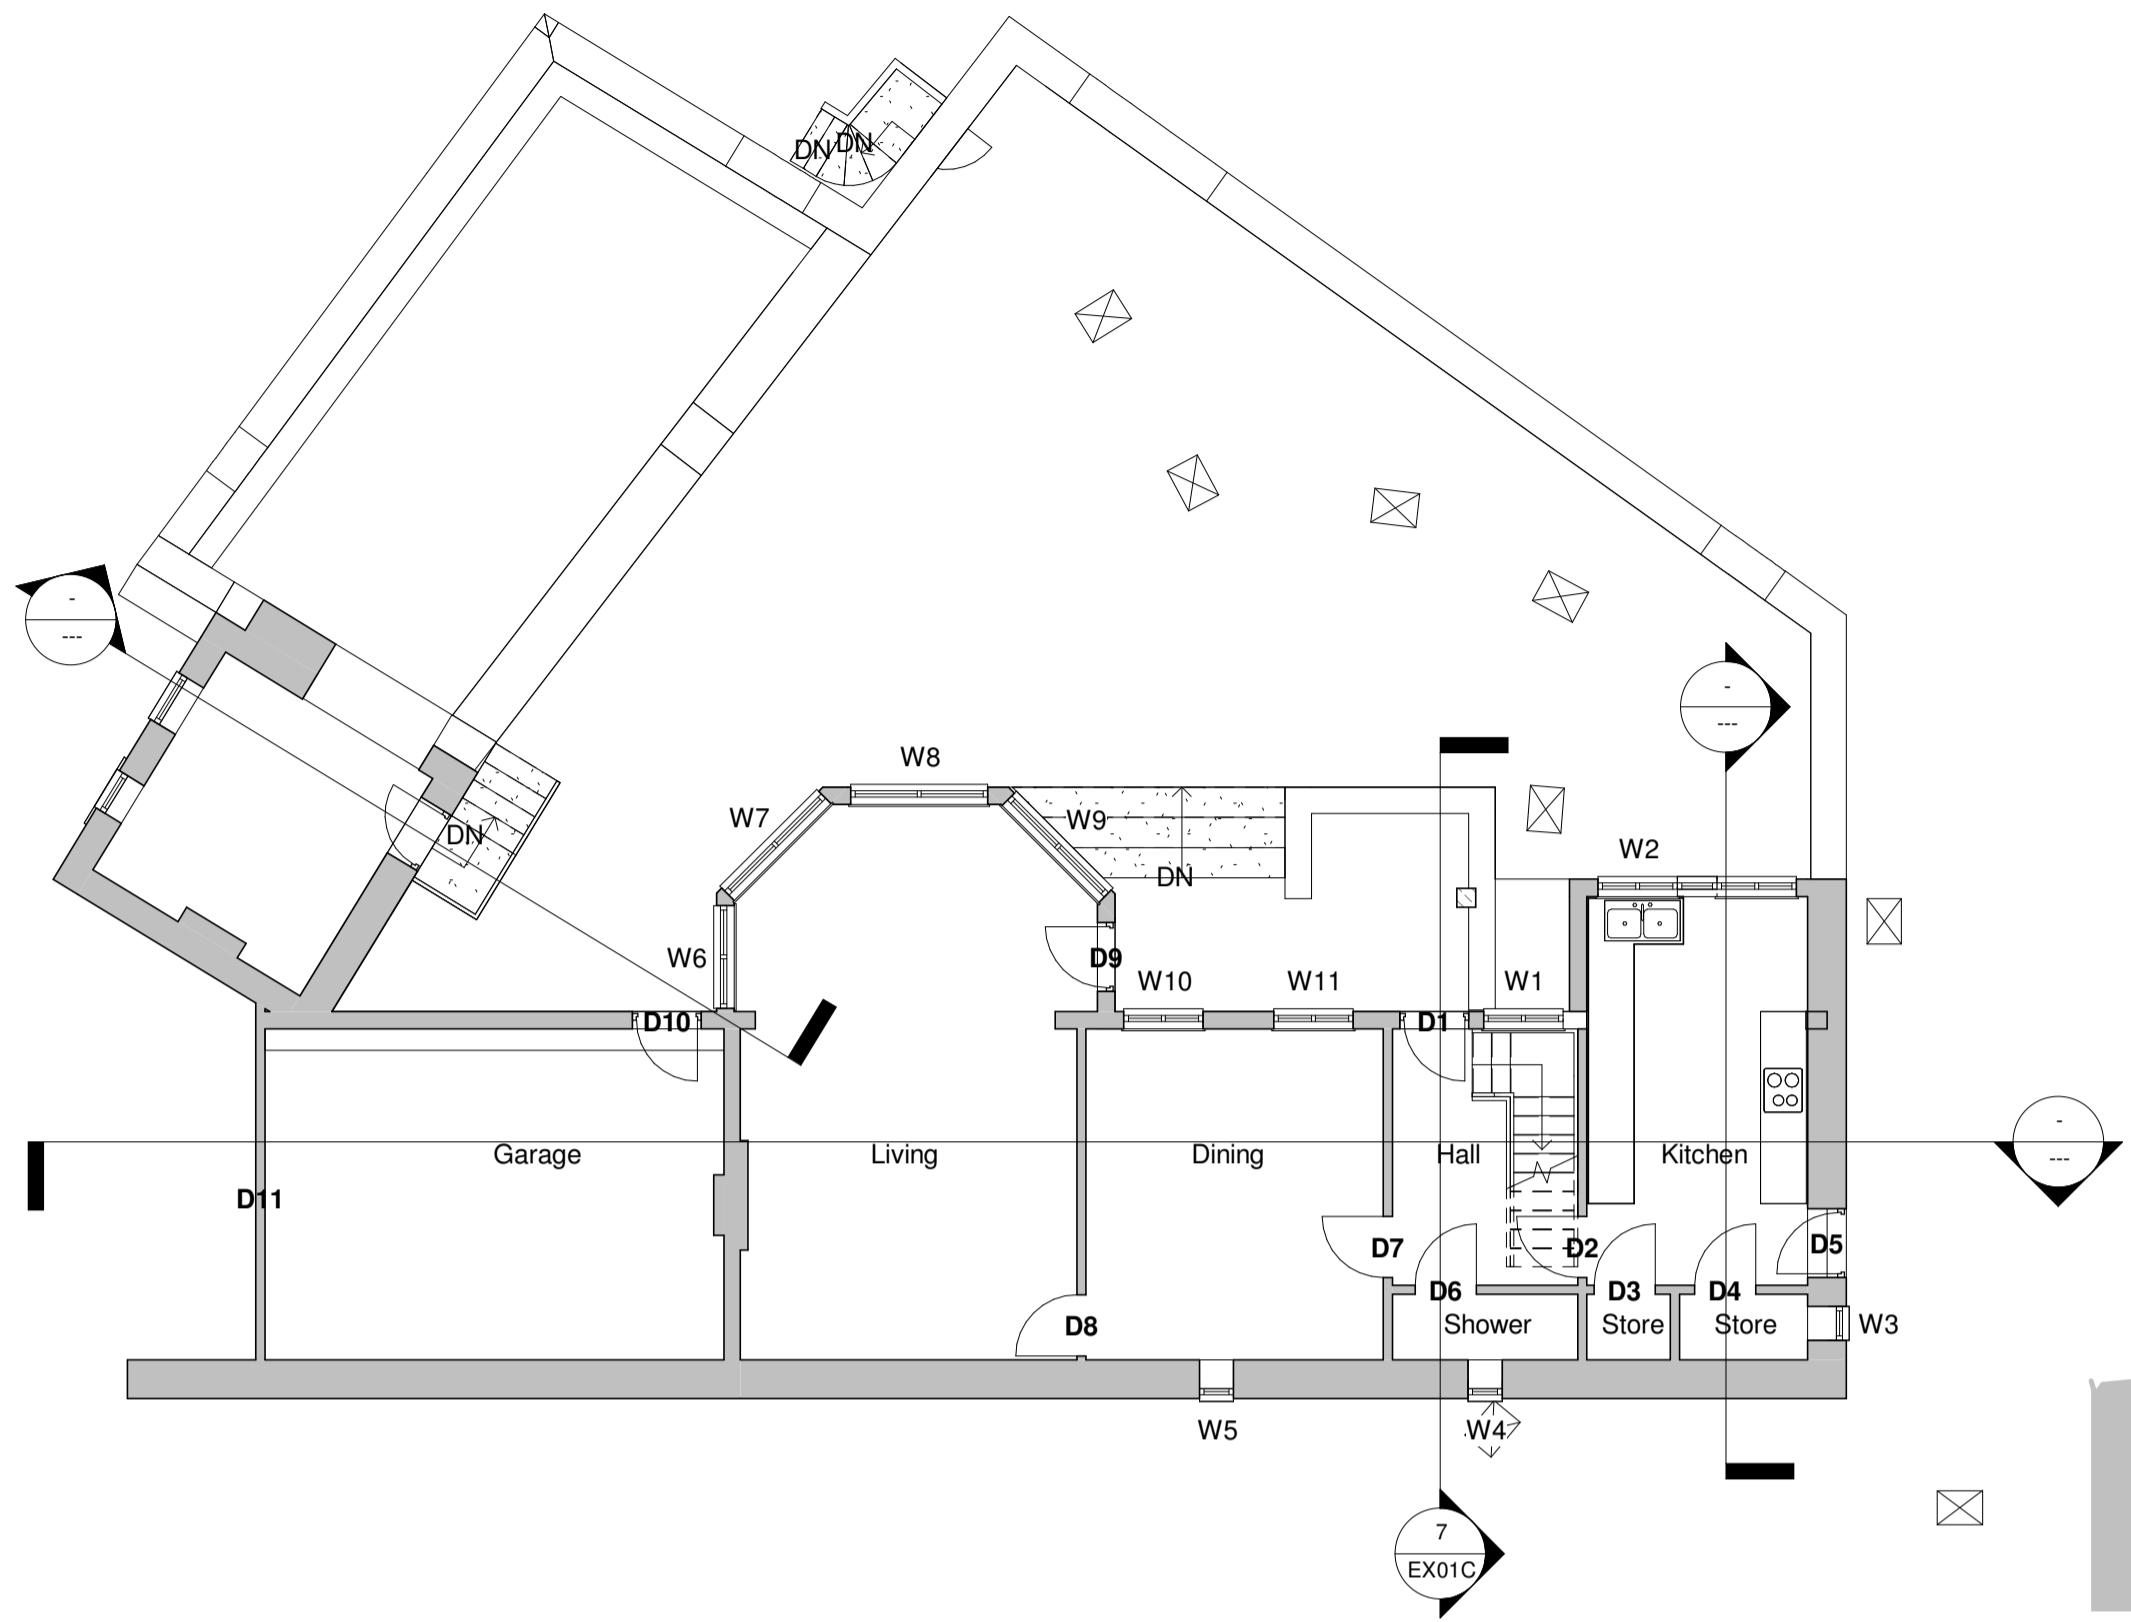 DN DN
-
---
-
---
W8
W7
W9
DN
W2
DN
W6
D9
W10
W11
W1
D10
D1
-
---
Garage
Living
Dining
Hall
Kitchen
D11
D7
D2
D5
D6
D3
D4
D8
Shower
Store
Store
W3
W5
W4
7
EX01C